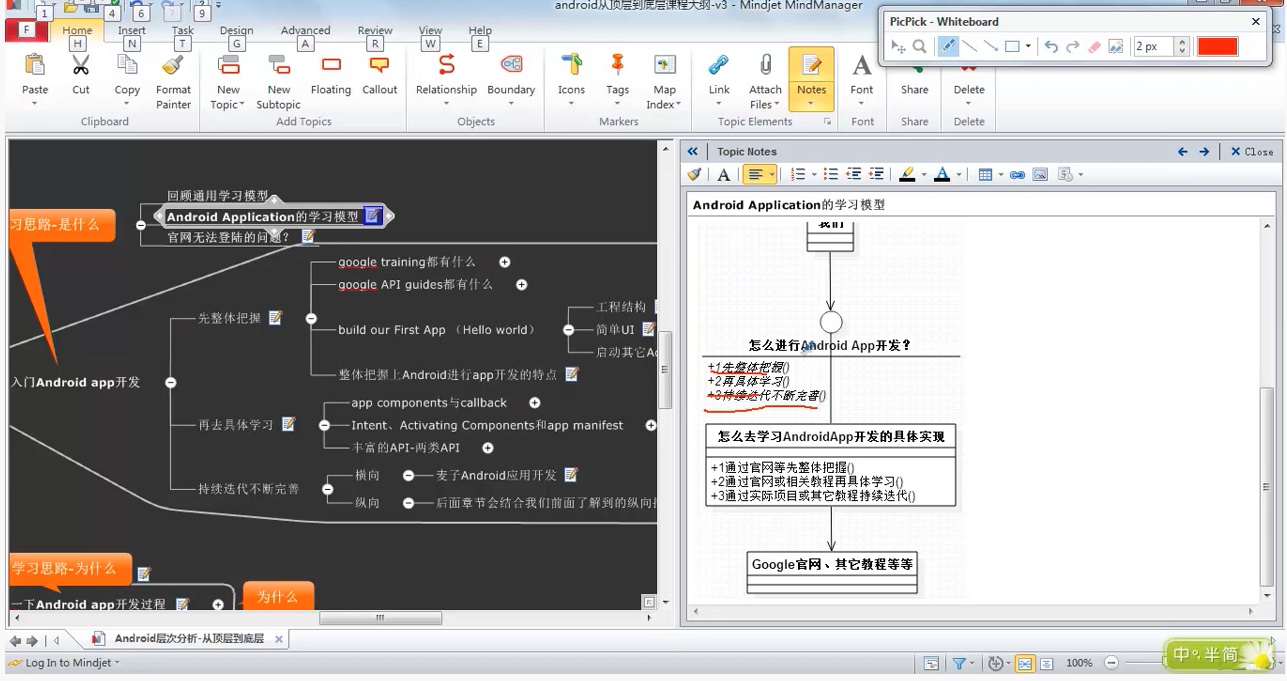 android从顶层到底层课程大纲-v3 - Mindjet MindManager
1 4 6 7 9
F Home Insert Task Design Advanced Review View Help
H N T G A R W E
Paste Cut Copy Format Painter
Clipboard
New Topic New Subtopic Floating Callout
Add Topics
Relationship Boundary
Objects
Icons Tags Map Index
Markers
Link Attach Files Notes
Topic Elements
Font
Font
Share
Share
Delete
Delete
PicPick - Whiteboard
2 px
回顾通用学习模型
Android Application的学习模型
官网无法登陆的问题？
习思路-是什么
google training都有什么
google API guides都有什么
先整体把握
build our First App （Hello world）
工程结构
简单UI
启动其它Ac
整体把握上Android进行app开发的特点
入门Android app开发
app components与callback
再去具体学习
Intent、Activating Components和app manifest
丰富的API-两类API
横向
麦子Android应用开发
持续迭代不断完善
纵向
后面章节会结合我们前面了解到的纵向
学习思路-为什么
一下Android app开发过程
为什么
Topic Notes
Close
Android Application的学习模型
我们
怎么进行Android App开发？
+1先整体把握()
+2再具体学习()
+3持续迭代不断完善()
怎么去学习AndroidApp开发的具体实现
+1通过官网等先整体把握()
+2通过官网或相关教程再具体学习()
+3通过实际项目或其它教程持续迭代()
Google官网、其它教程等等
Android层次分析-从顶层到底层
Log In to Mindjet
100%
中°,半简